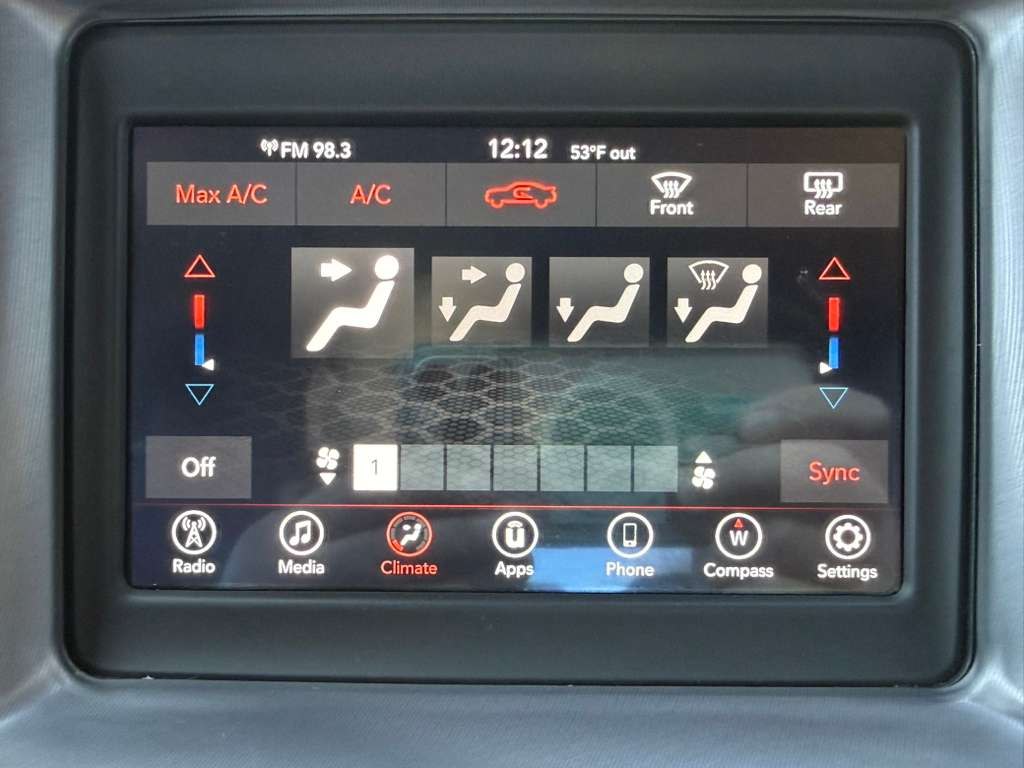 FM 98.3 12:12 53°F out
Max A/C A/C Front Rear
Off 1 Sync
Radio Media Climate Apps Phone W Compass Settings